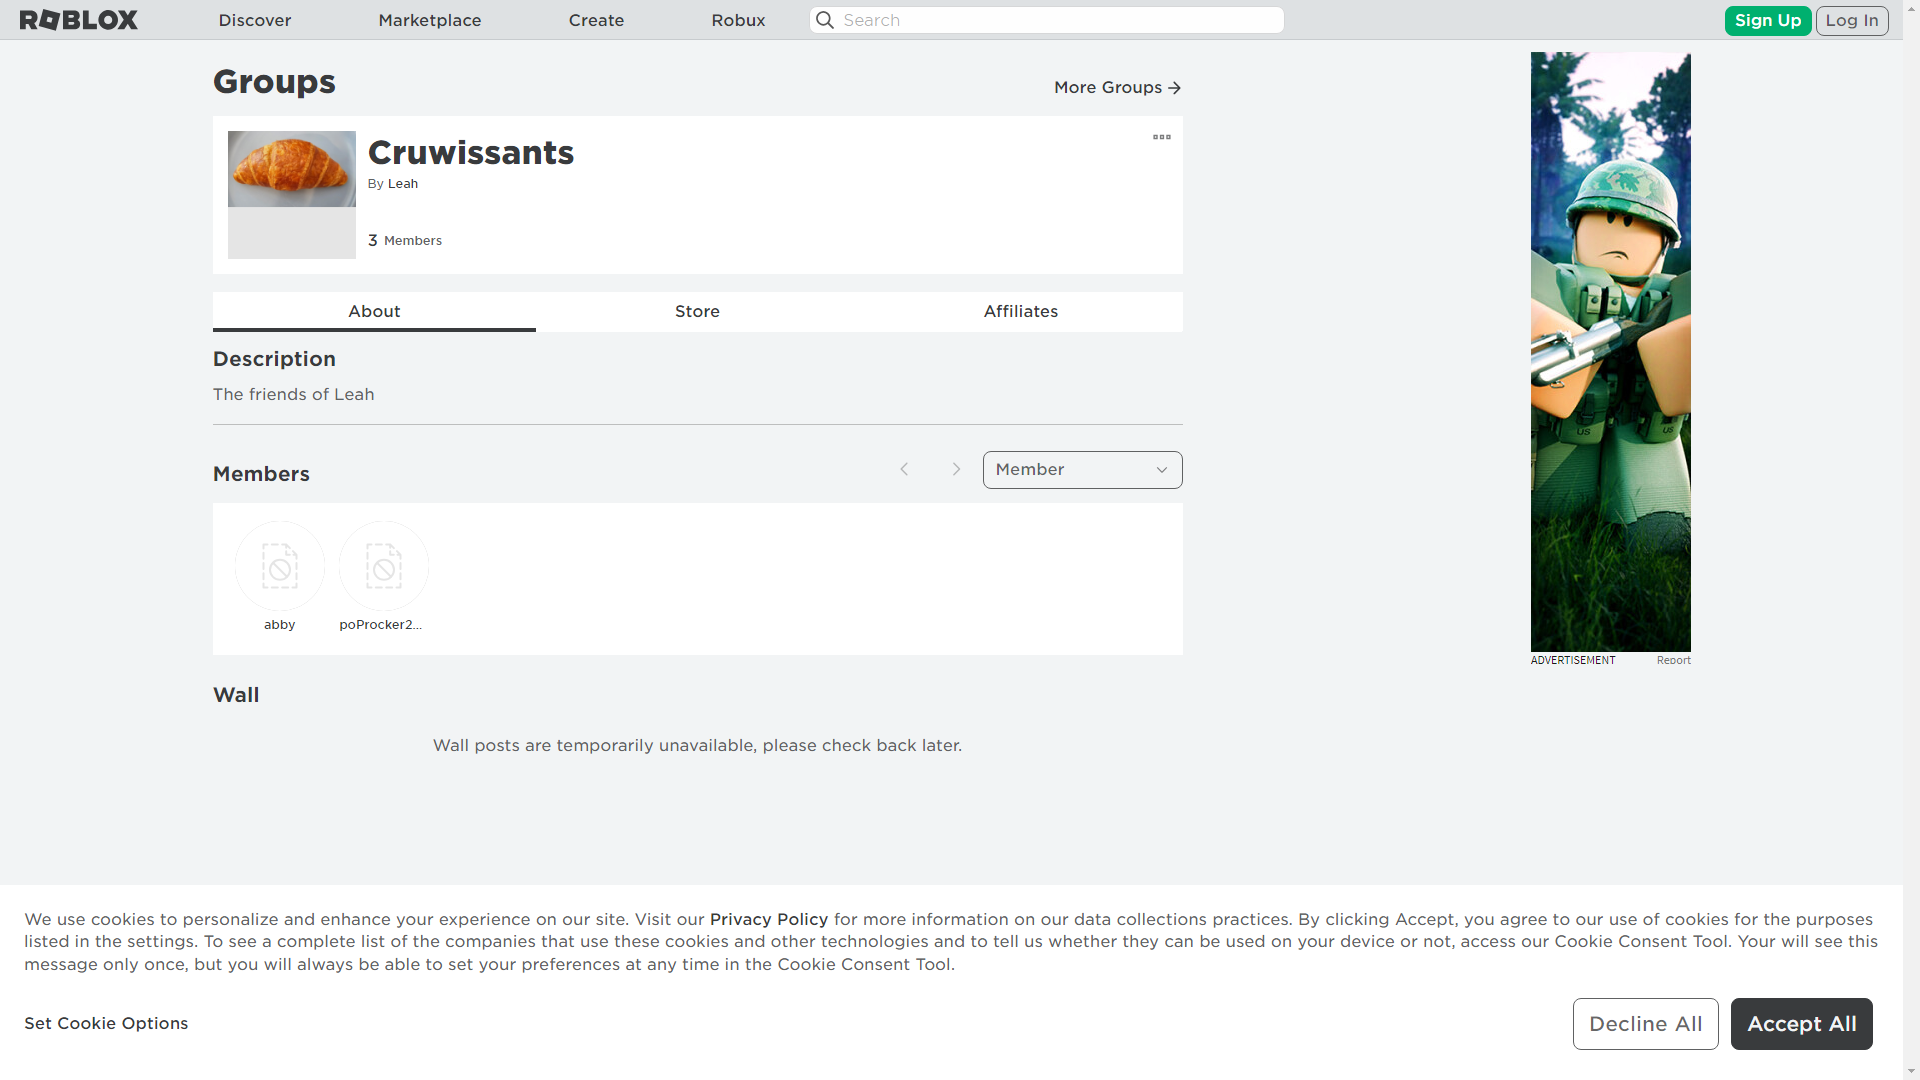 ROBLOX
Discover
Marketplace
Create
Robux
Search
Sign Up
Log In
Groups
More Groups
Cruwissants
By Leah
3 Members
About
Store
Affiliates
Description
The friends of Leah
Members
Member
abby
poProcker2...
US
US
ADVERTISEMENT
Report
Wall
Wall posts are temporarily unavailable, please check back later.
We use cookies to personalize and enhance your experience on our site. Visit our Privacy Policy for more information on our data collections practices. By clicking Accept, you agree to our use of cookies for the purposes
listed in the settings. To see a complete list of the companies that use these cookies and other technologies and to tell us whether they can be used on your device or not, access our Cookie Consent Tool. Your will see this
message only once, but you will always be able to set your preferences at any time in the Cookie Consent Tool.
Set Cookie Options
Decline All
Accept All